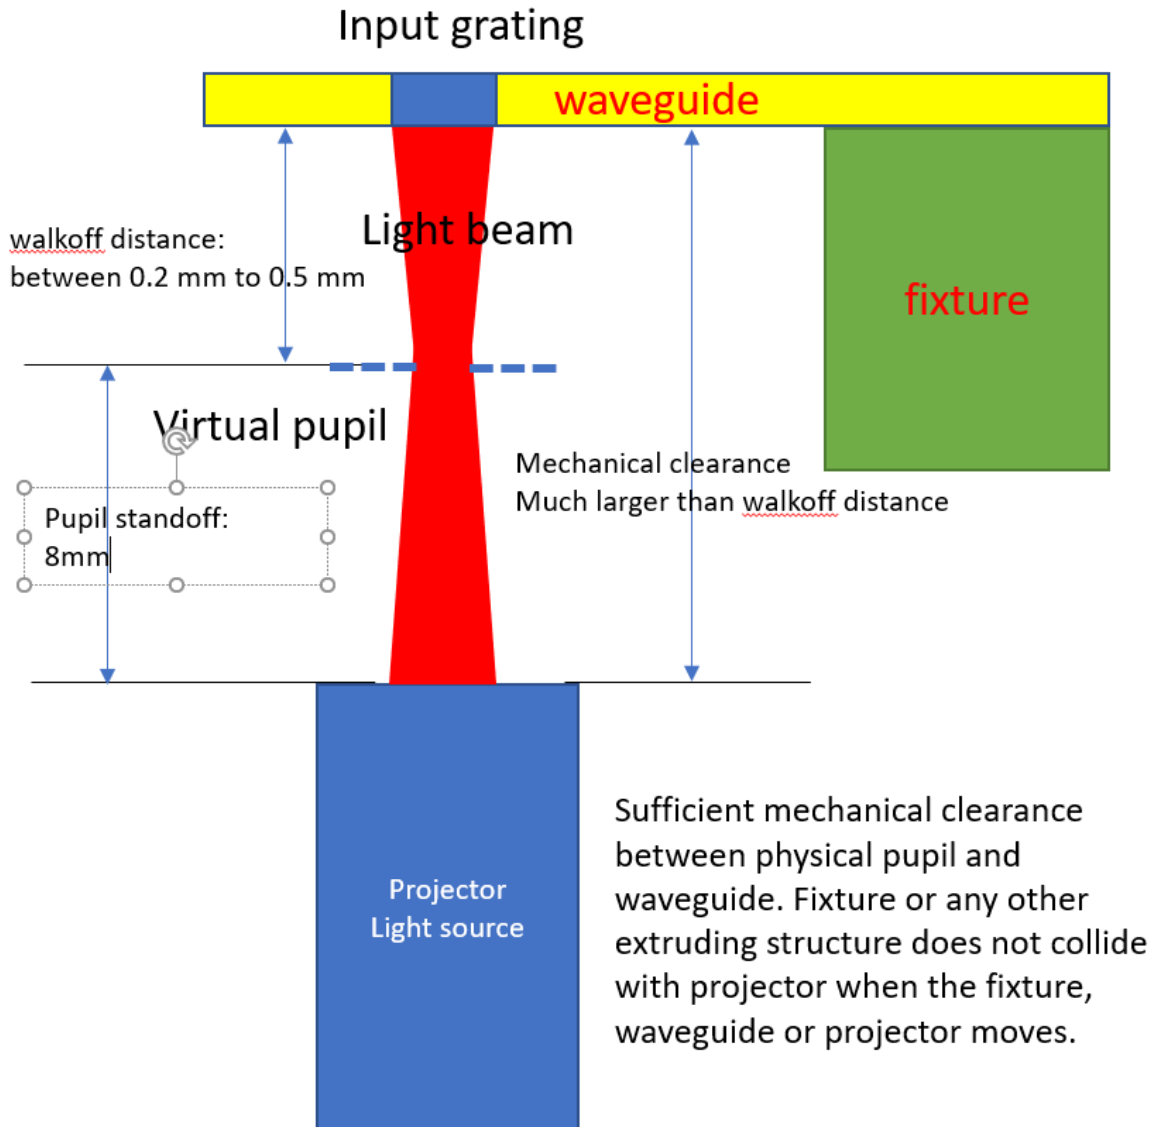 Input grating
waveguide
Light beam
walkoff distance:
between 0.2 mm to 0.5 mm
fixture
Virtual pupil
Mechanical clearance
Much larger than walkoff distance
Pupil standoff:
8mm
Projector
Light source
Sufficient mechanical clearance
between physical pupil and
waveguide. Fixture or any other
extruding structure does not collide
with projector when the fixture,
waveguide or projector moves.